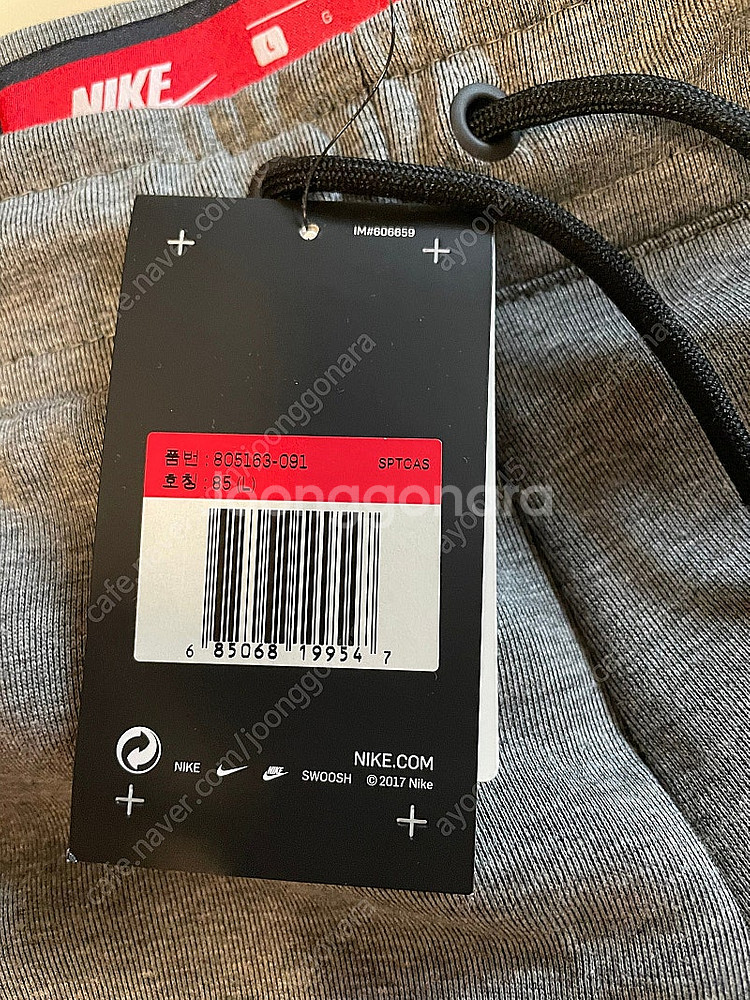 NIKE
L
G
IM#606659
품번 : 805163-091
SPTCAS
호칭 : 85 (L)
joonggonara
6 85068 19954 7
NIKE
NIKE
SWOOSH
NIKE.COM
© 2017 Nike
cafe.naver.com/joonggonara